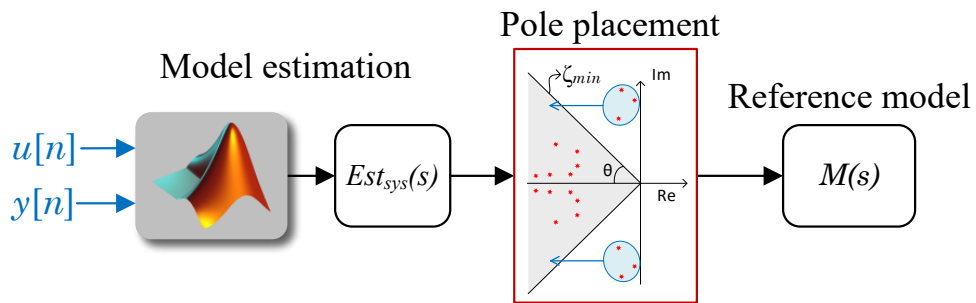 Pole placement
Model estimation
Reference model
u[n]
y[n]
Est_sys(s)
ζ_min
Im
θ
Re
M(s)